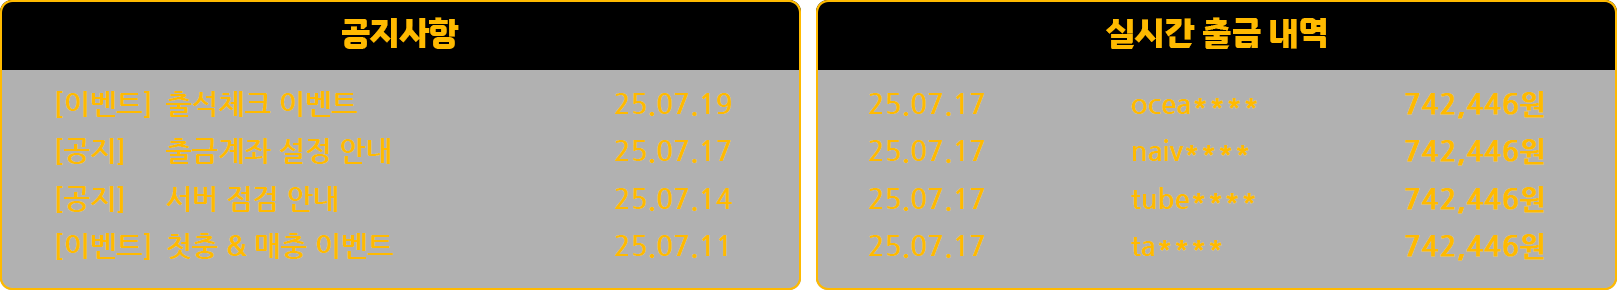 공지사항
[이벤트] 출석체크 이벤트 25.07.19
[공지] 출금계좌 설정 안내 25.07.17
[공지] 서버 점검 안내 25.07.14
[이벤트] 첫충 & 매충 이벤트 25.07.11
실시간 출금 내역
25.07.17 ocea**** 742,446원
25.07.17 naiv**** 742,446원
25.07.17 tube**** 742,446원
25.07.17 ta**** 742,446원